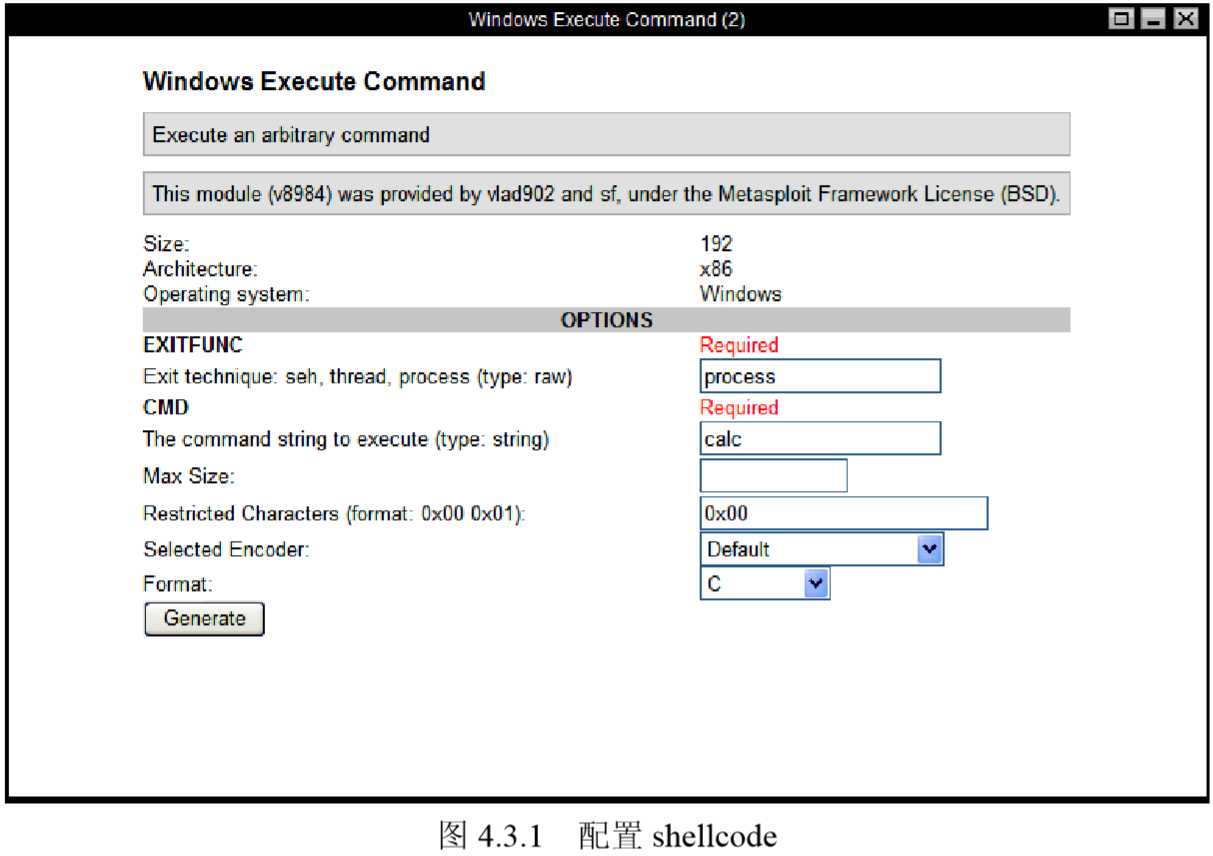 Windows Execute Command (2)
Windows Execute Command
Execute an arbitrary command
This module (v8984) was provided by vlad902 and sf, under the Metasploit Framework License (BSD).
Size: 192
Architecture: x86
Operating system: Windows
OPTIONS
EXITFUNC Required
Exit technique: seh, thread, process (type: raw) process
CMD Required
The command string to execute (type: string) calc
Max Size:
Restricted Characters (format: 0x00 0x01): 0x00
Selected Encoder: Default
Format: C
Generate
图 4.3.1 配置 shellcode